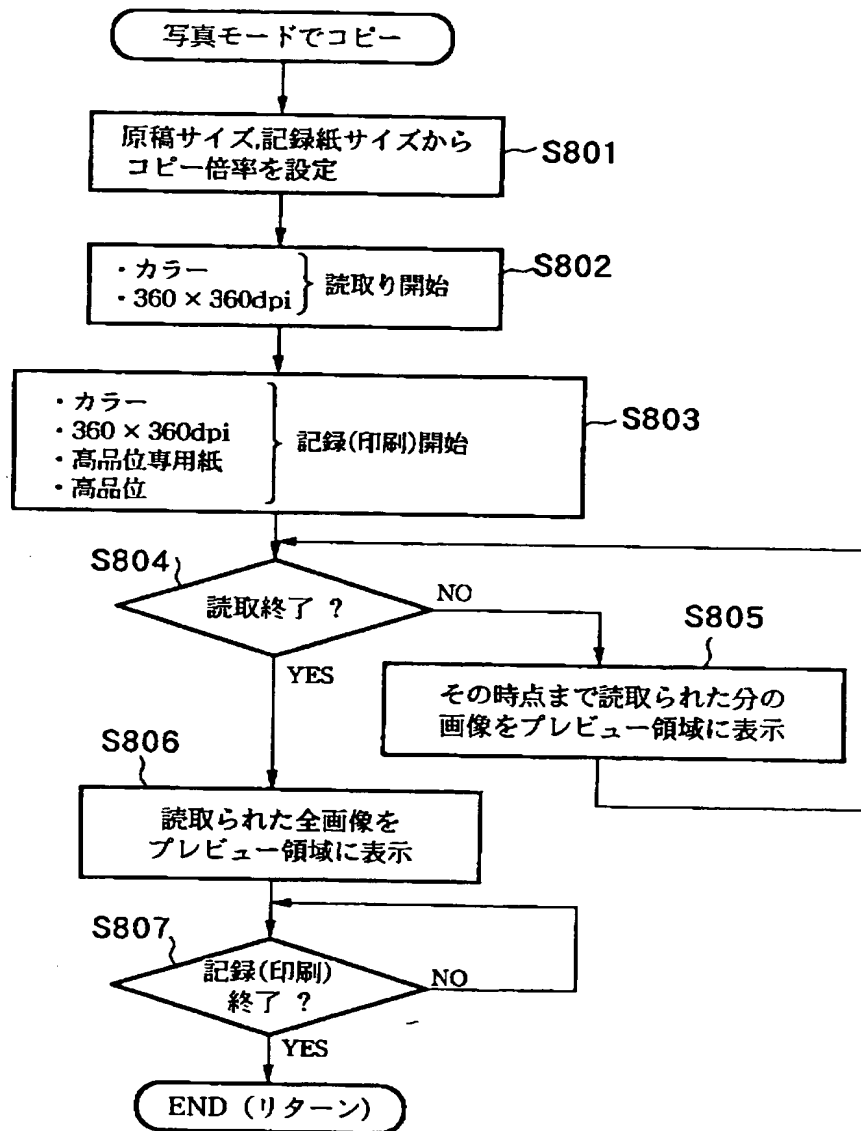 写真モードでコピー
原稿サイズ,記録紙サイズから
コピー倍率を設定
S801
・カラー
・360 × 360dpi
読取り開始
S802
・カラー
・360 × 360dpi
・高品位専用紙
・高品位
記録(印刷)開始
S803
S804
読取終了 ?
NO
YES
S805
その時点まで読取られた分の
画像をプレビュー領域に表示
S806
読取られた全画像を
プレビュー領域に表示
S807
記録(印刷)
終了 ?
NO
YES
END (リターン)